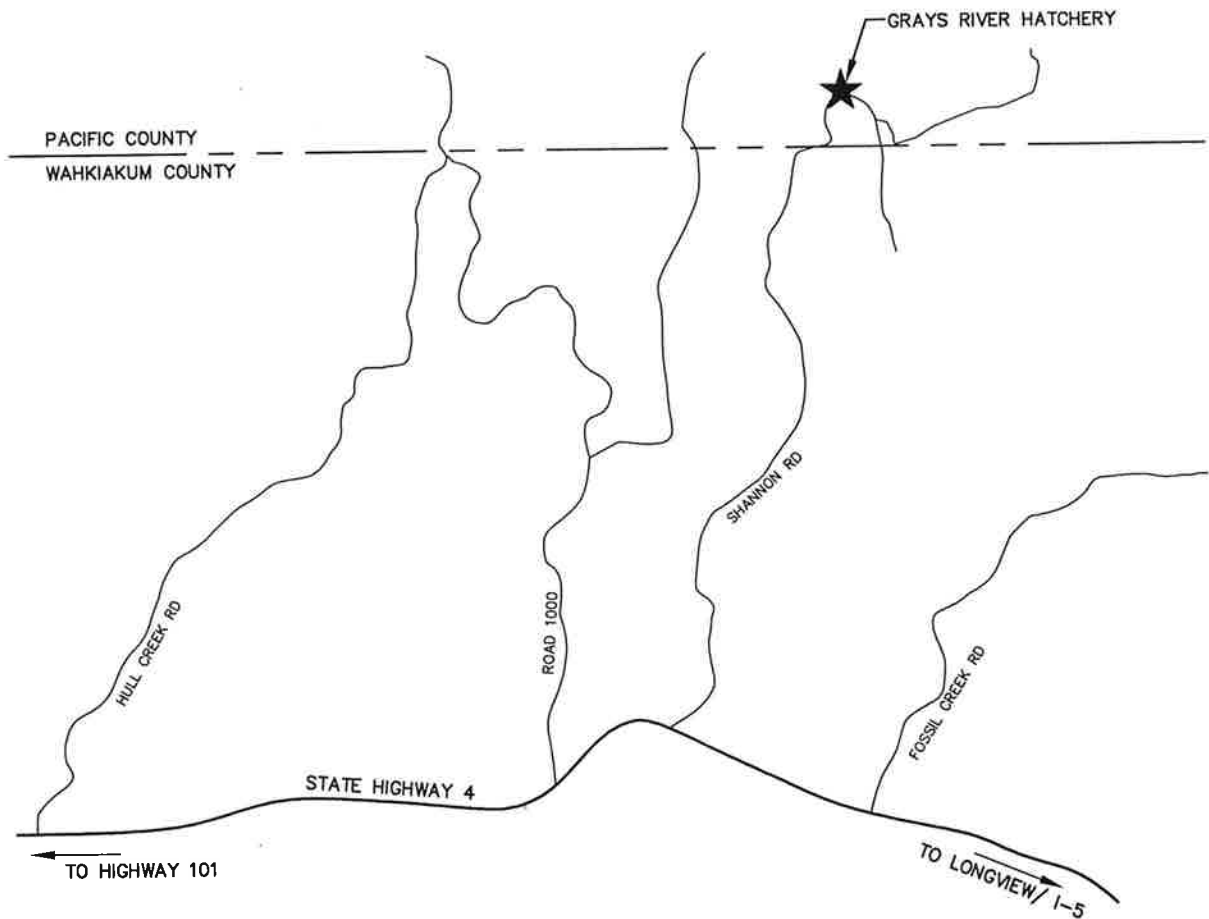 GRAYS RIVER HATCHERY
PACIFIC COUNTY
WAHKIAKUM COUNTY
SHANNON RD
HULL CREEK RD
ROAD 1000
FOSSIL CREEK RD
STATE HIGHWAY 4
TO HIGHWAY 101
TO LONGVIEW/ I-5